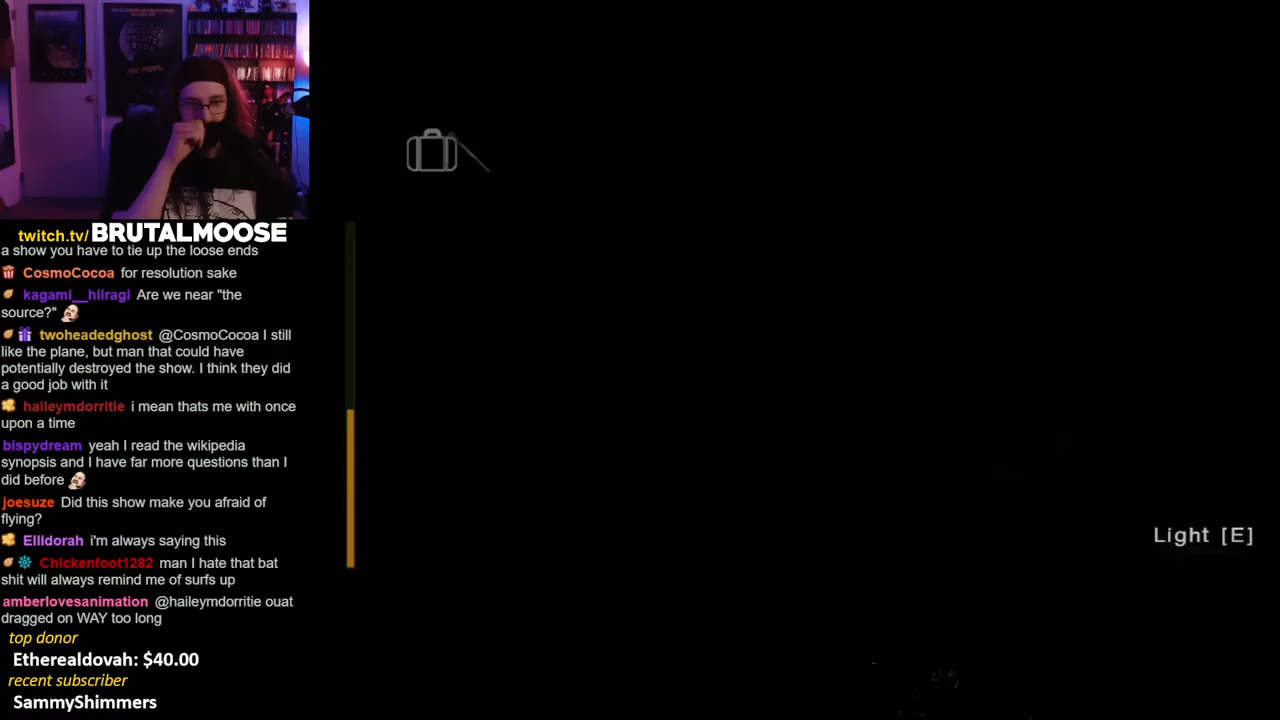 twitch.tv/BRUTALMOOSE
a show you have to tie up the loose ends
CosmoCocoa for resolution sake
kagami__hiiragi Are we near "the
source?"
twoheadedghost @CosmoCocoa I still
like the plane, but man that could have
potentially destroyed the show. I think they did
a good job with it
haileymdorritie i mean thats me with once
upon a time
bispydream yeah I read the wikipedia
synopsis and I have far more questions than I
did before
joesuze Did this show make you afraid of
flying?
Ellidorah i'm always saying this
Chickenfoot1282 man I hate that bat
shit will always remind me of surfs up
amberlovesanimation @haileymdorritie ouat
dragged on WAY too long
top donor
Etherealdovah: $40.00
recent subscriber
SammyShimmers
Light [E]